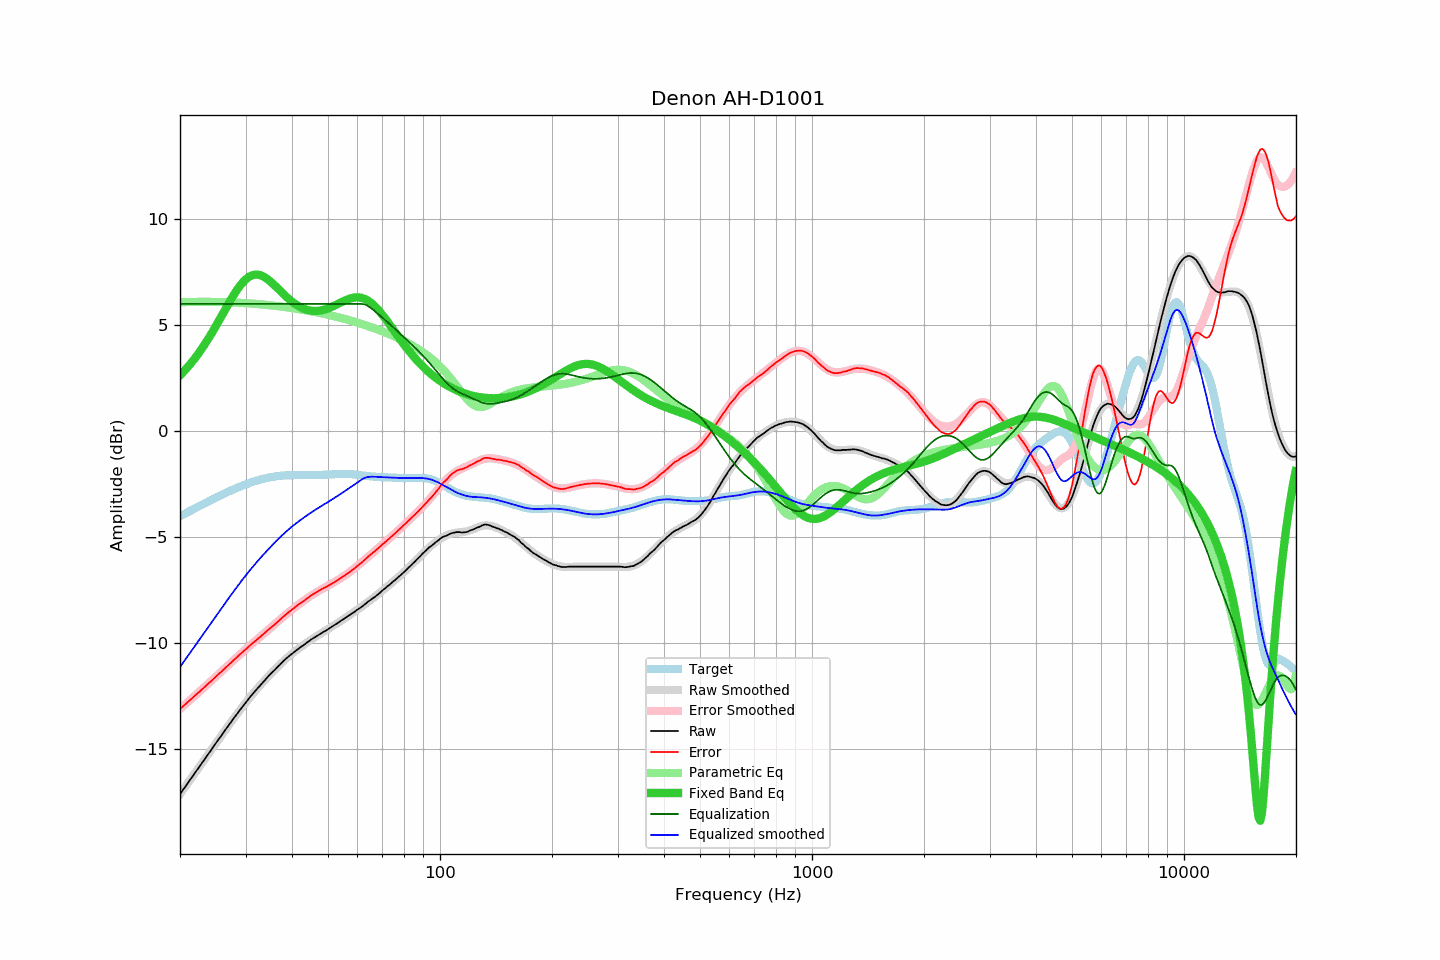 Denon AH-D1001
Amplitude (dBr)
10
5
0
−5
−10
−15
Target
Raw Smoothed
Error Smoothed
Raw
Error
Parametric Eq
Fixed Band Eq
Equalization
Equalized smoothed
100
1000
10000
Frequency (Hz)